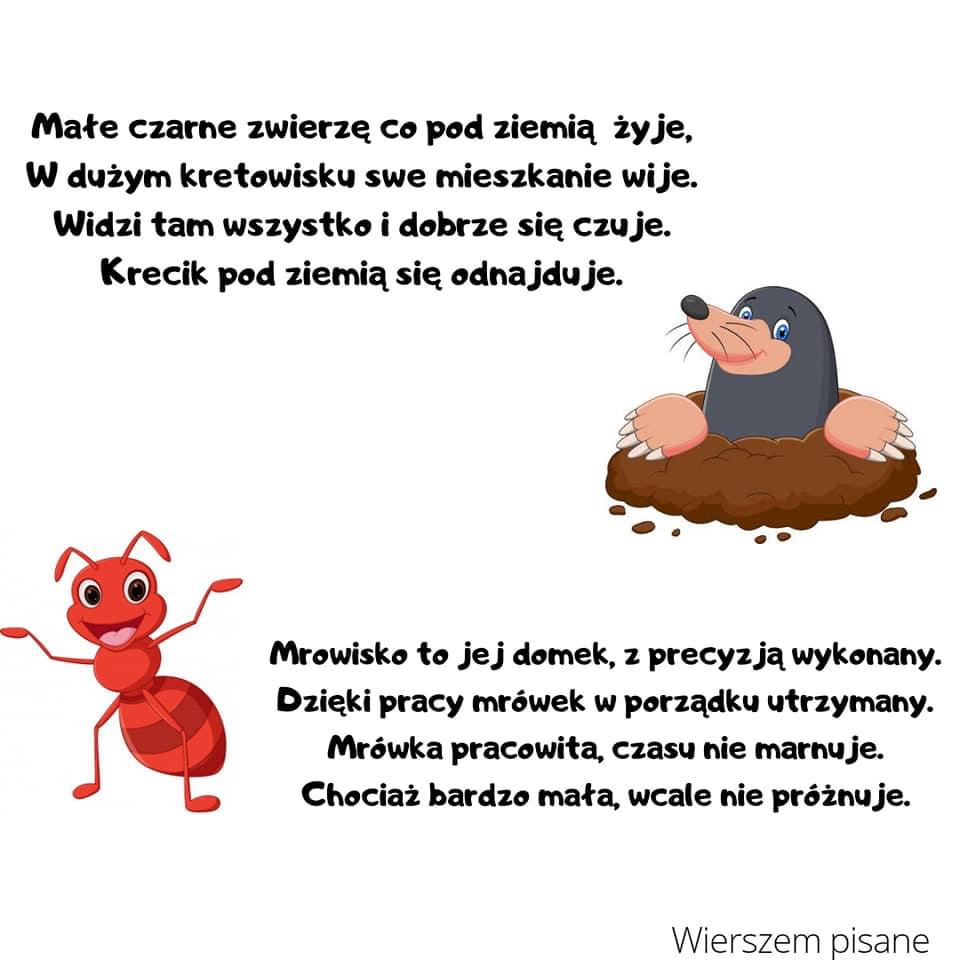 Małe czarne zwierzę co pod ziemią żyje,
W dużym kretowisku swe mieszkanie wije.
Widzi tam wszystko i dobrze się czuje.
Krecik pod ziemią się odnajduje.
Mrowisko to jej domek, z precyzją wykonany.
Dzięki pracy mrówek w porządku utrzymany.
Mrówka pracowita, czasu nie marnuje.
Chociaż bardzo mała, wcale nie próżnuje.
Wierszem pisane